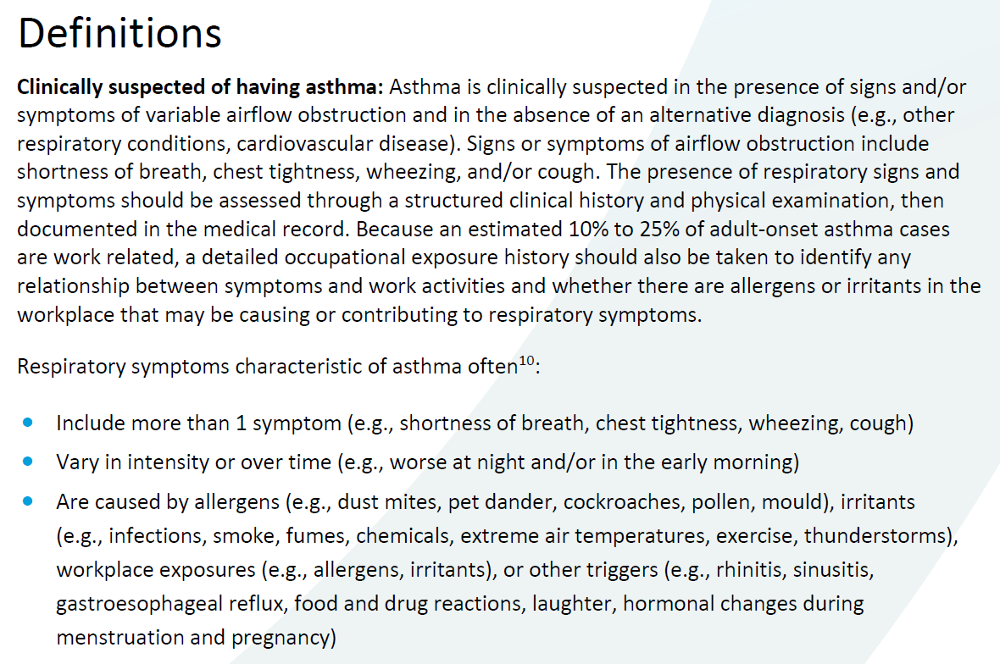 Definitions
Clinically suspected of having asthma: Asthma is clinically suspected in the presence of signs and/or
symptoms of variable airflow obstruction and in the absence of an alternative diagnosis (e.g., other
respiratory conditions, cardiovascular disease). Signs or symptoms of airflow obstruction include
shortness of breath, chest tightness, wheezing, and/or cough. The presence of respiratory signs and
symptoms should be assessed through a structured clinical history and physical examination, then
documented in the medical record. Because an estimated 10% to 25% of adult-onset asthma cases
are work related, a detailed occupational exposure history should also be taken to identify any
relationship between symptoms and work activities and whether there are allergens or irritants in the
workplace that may be causing or contributing to respiratory symptoms.
Respiratory symptoms characteristic of asthma often¹⁰:
• Include more than 1 symptom (e.g., shortness of breath, chest tightness, wheezing, cough)
• Vary in intensity or over time (e.g., worse at night and/or in the early morning)
• Are caused by allergens (e.g., dust mites, pet dander, cockroaches, pollen, mould), irritants
(e.g., infections, smoke, fumes, chemicals, extreme air temperatures, exercise, thunderstorms),
workplace exposures (e.g., allergens, irritants), or other triggers (e.g., rhinitis, sinusitis,
gastroesophageal reflux, food and drug reactions, laughter, hormonal changes during
menstruation and pregnancy)